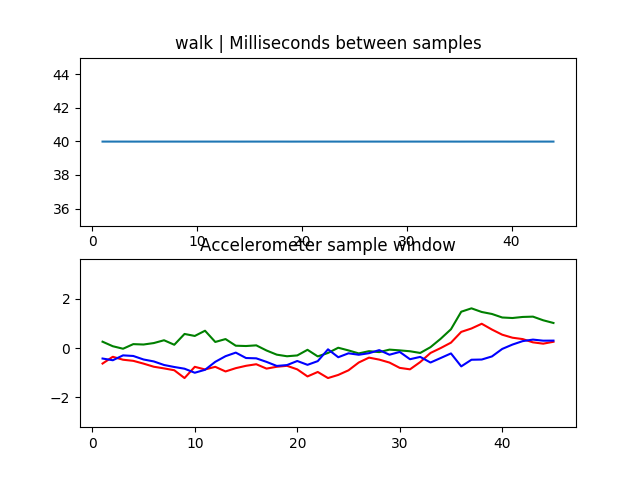 walk | Milliseconds between samples
44
42
40
38
36
0 10 20 30 40
Accelerometer sample window
2
0
−2
0 10 20 30 40